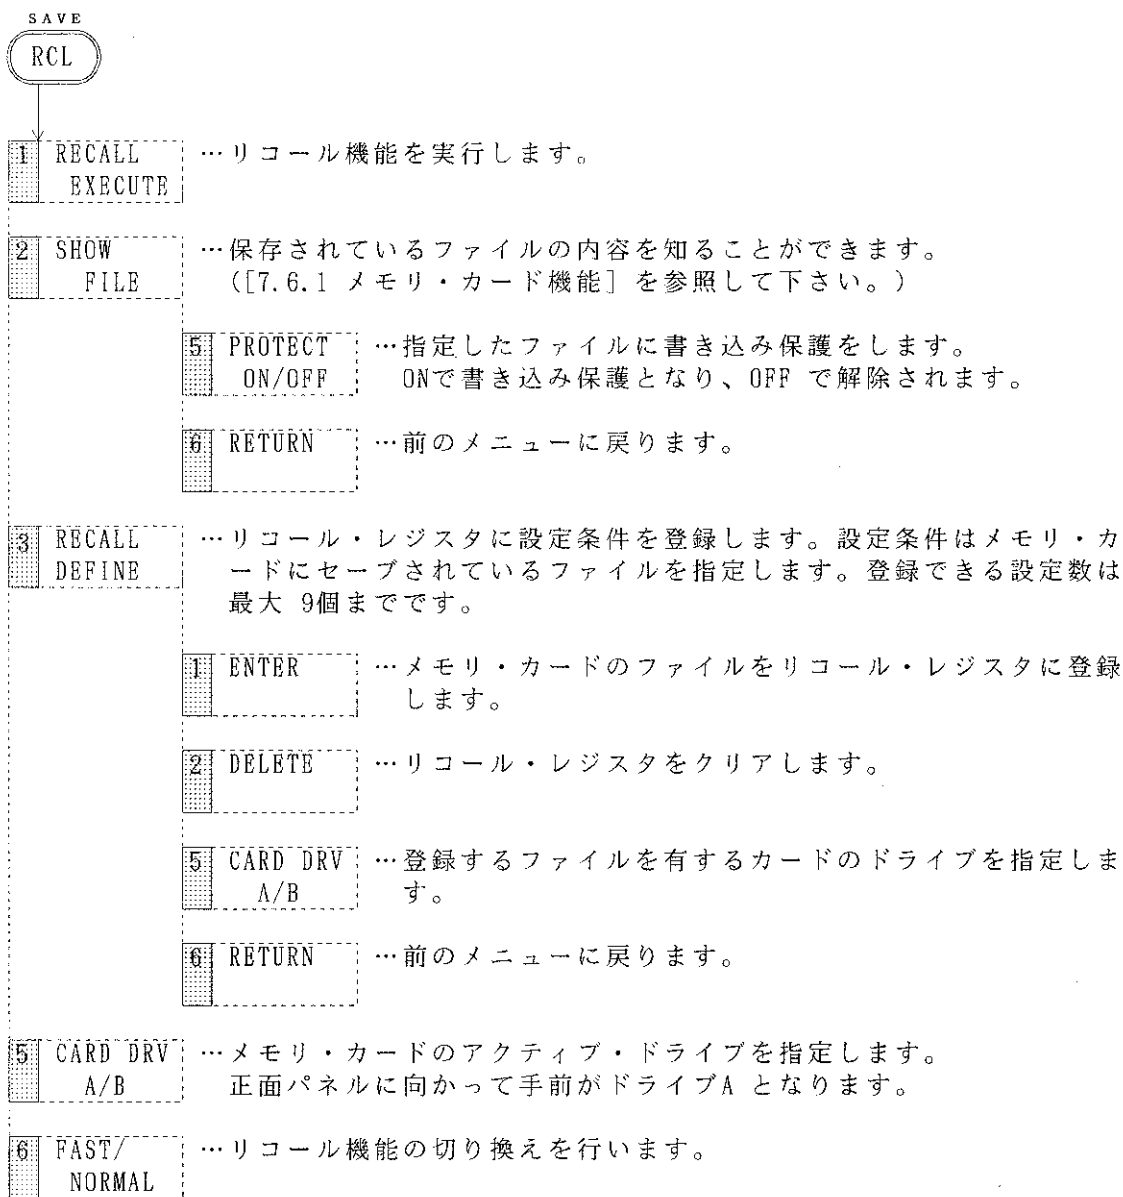 SAVE
RCL
1 RECALL EXECUTE …リコール機能を実行します。
2 SHOW FILE …保存されているファイルの内容を知ることができます。
([7.6.1 メモリ・カード機能] を参照して下さい。)
5 PROTECT ON/OFF …指定したファイルに書き込み保護をします。
ONで書き込み保護となり、OFF で解除されます。
6 RETURN …前のメニューに戻ります。
3 RECALL DEFINE …リコール・レジスタに設定条件を登録します。設定条件はメモリ・カ
ードにセーブされているファイルを指定します。登録できる設定数は
最大 9個までです。
1 ENTER …メモリ・カードのファイルをリコール・レジスタに登録
します。
2 DELETE …リコール・レジスタをクリアします。
5 CARD DRV A/B …登録するファイルを有するカードのドライブを指定しま
す。
6 RETURN …前のメニューに戻ります。
5 CARD DRV A/B …メモリ・カードのアクティブ・ドライブを指定します。
正面パネルに向かって手前がドライブA となります。
6 FAST/ NORMAL …リコール機能の切り換えを行います。